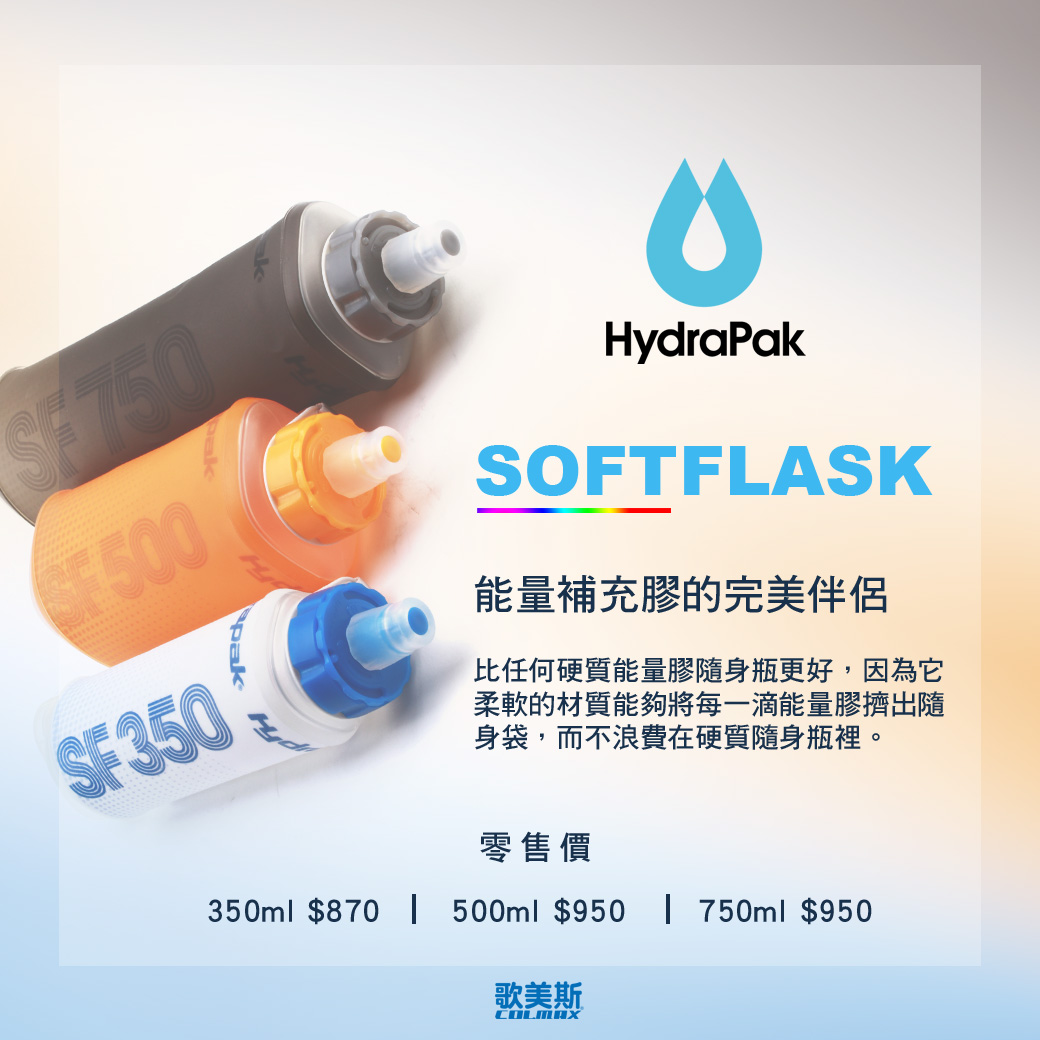 HydraPak
SOFTFLASK
能量補充膠的完美伴侶
比任何硬質能量膠隨身瓶更好，因為它
柔軟的材質能夠將每一滴能量膠擠出隨
身袋，而不浪費在硬質隨身瓶裡。
SF 750
SF 500
SF 350
apak
零售價
350ml $870 | 500ml $950 | 750ml $950
歌美斯
COLMAX